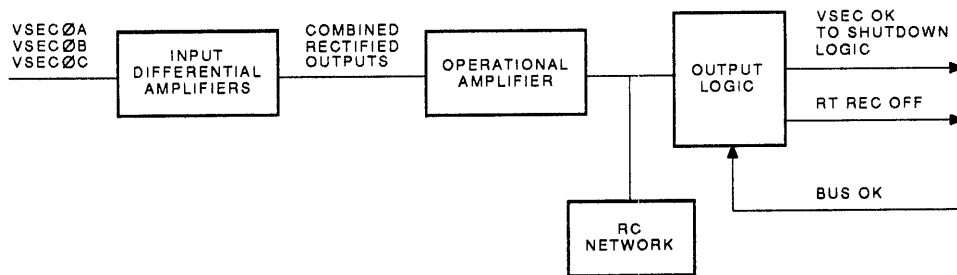 VSECØA
VSECØB
VSECØC
INPUT
DIFFERENTIAL
AMPLIFIERS
COMBINED
RECTIFIED
OUTPUTS
OPERATIONAL
AMPLIFIER
RC
NETWORK
OUTPUT
LOGIC
VSEC OK
TO SHUTDOWN
LOGIC
RT REC OFF
BUS OK